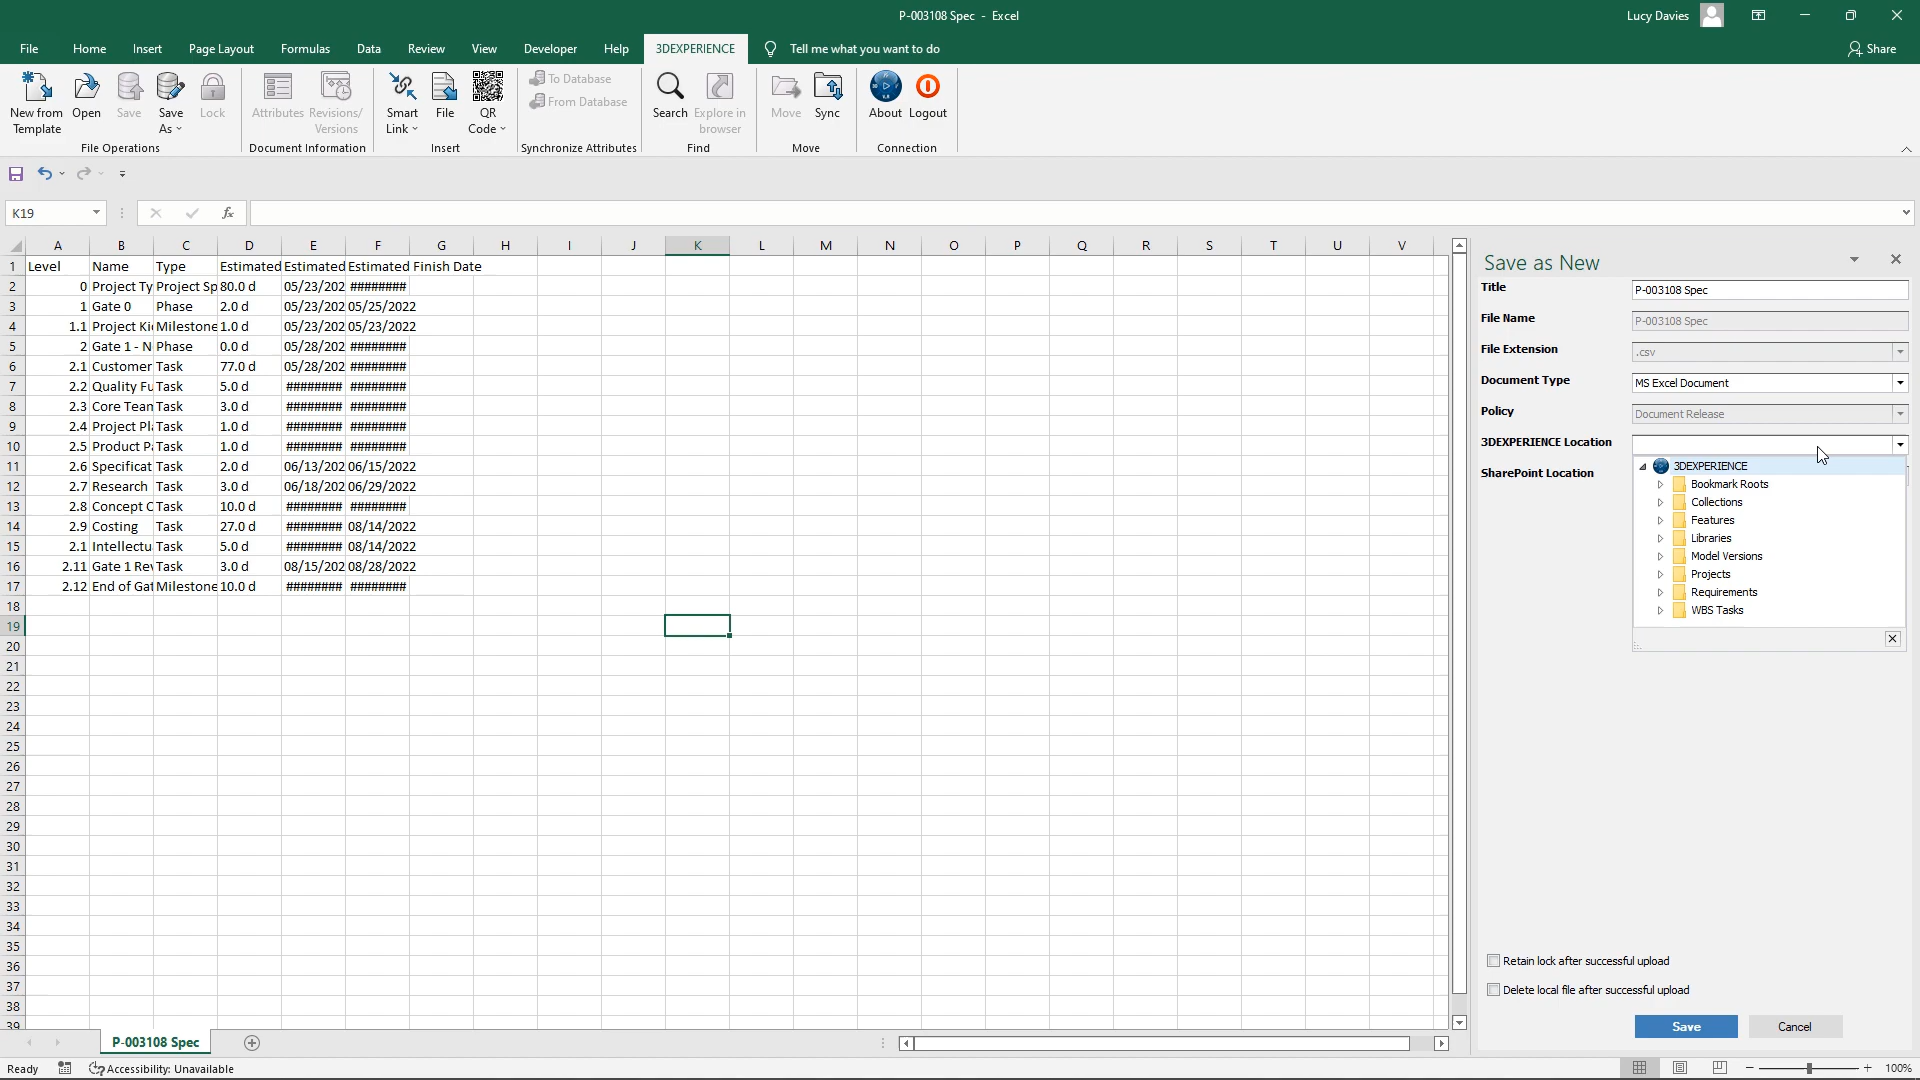 P-003108 Spec - Excel
Lucy Davies
File Home Insert Page Layout Formulas Data Review View Developer Help 3DEXPERIENCE Tell me what you want to do Share
New from Template Open Save Save As Lock
File Operations
Attributes Revisions/ Versions
Document Information
Smart Link File QR Code
Insert
To Database
From Database
Synchronize Attributes
Search Explore in browser
Find
Move Sync
Move
About Logout
Connection
K19 fx
A B C D E F G H I J K L M N O P Q R S T U V
1 Level Name Type Estimated Estimated Estimated Finish Date
2 0 Project Ty Project Sp 80.0 d 05/23/202 ########
3 1 Gate 0 Phase 2.0 d 05/23/202 05/25/2022
4 1.1 Project Ki Milestone 1.0 d 05/23/202 05/23/2022
5 2 Gate 1 - N Phase 0.0 d 05/28/202 ########
6 2.1 Customer Task 77.0 d 05/28/202 ########
7 2.2 Quality Fu Task 5.0 d ######## ########
8 2.3 Core Tean Task 3.0 d ######## ########
9 2.4 Project Pl Task 1.0 d ######## ########
10 2.5 Product P Task 1.0 d ######## ########
11 2.6 Specificat Task 2.0 d 06/13/202 06/15/2022
12 2.7 Research Task 3.0 d 06/18/202 06/29/2022
13 2.8 Concept C Task 10.0 d ######## ########
14 2.9 Costing Task 27.0 d ######## 08/14/2022
15 2.1 Intellectu Task 5.0 d ######## 08/14/2022
16 2.11 Gate 1 Rev Task 3.0 d 08/15/202 08/28/2022
17 2.12 End of Gat Milestone 10.0 d ######## ########
18
19
20
21
22
23
24
25
26
27
28
29
30
31
32
33
34
35
36
37
38
39
Save as New
Title P-003108 Spec
File Name P-003108 Spec
File Extension .csv
Document Type MS Excel Document
Policy Document Release
3DEXPERIENCE Location
SharePoint Location
3DEXPERIENCE
Bookmark Roots
Collections
Features
Libraries
Model Versions
Projects
Requirements
WBS Tasks
Retain lock after successful upload
Delete local file after successful upload
Save Cancel
P-003108 Spec
Ready Accessibility: Unavailable 100%